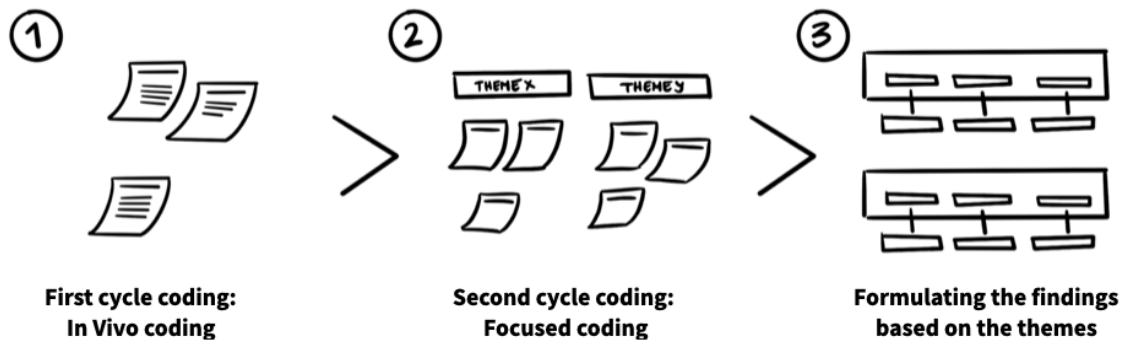 1
2
3
THEME X
THEME Y
First cycle coding:
In Vivo coding
Second cycle coding:
Focused coding
Formulating the findings
based on the themes